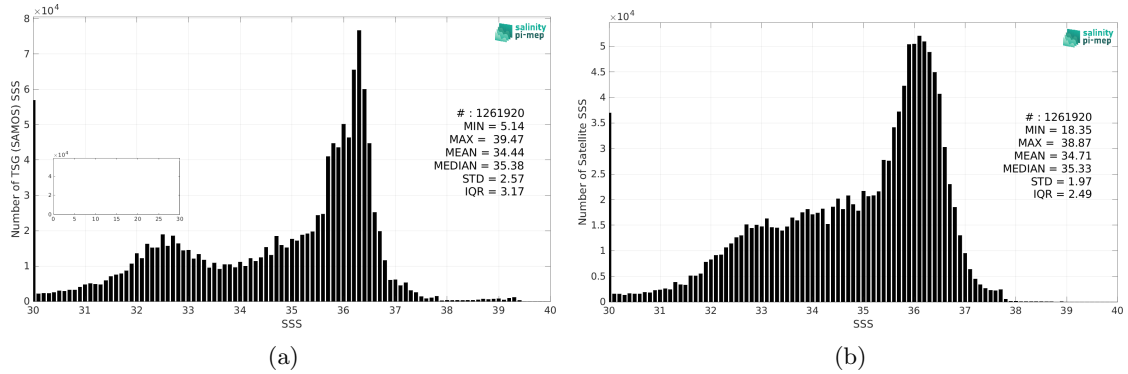 ×10⁴
8
7
6
5
4
3
2
1
0
Number of TSG (SAMOS) SSS
salinity
pi-mep
# : 1261920
MIN = 5.14
MAX = 39.47
MEAN = 34.44
MEDIAN = 35.38
STD = 2.57
IQR = 3.17
×10⁴
4
2
0
0 5 10 15 20 25 30
30 31 32 33 34 35 36 37 38 39 40
SSS
(a)
×10⁴
5
4.5
4
3.5
3
2.5
2
1.5
1
0.5
0
Number of Satellite SSS
salinity
pi-mep
# : 1261920
MIN = 18.35
MAX = 38.87
MEAN = 34.71
MEDIAN = 35.33
STD = 1.97
IQR = 2.49
30 31 32 33 34 35 36 37 38 39 40
SSS
(b)